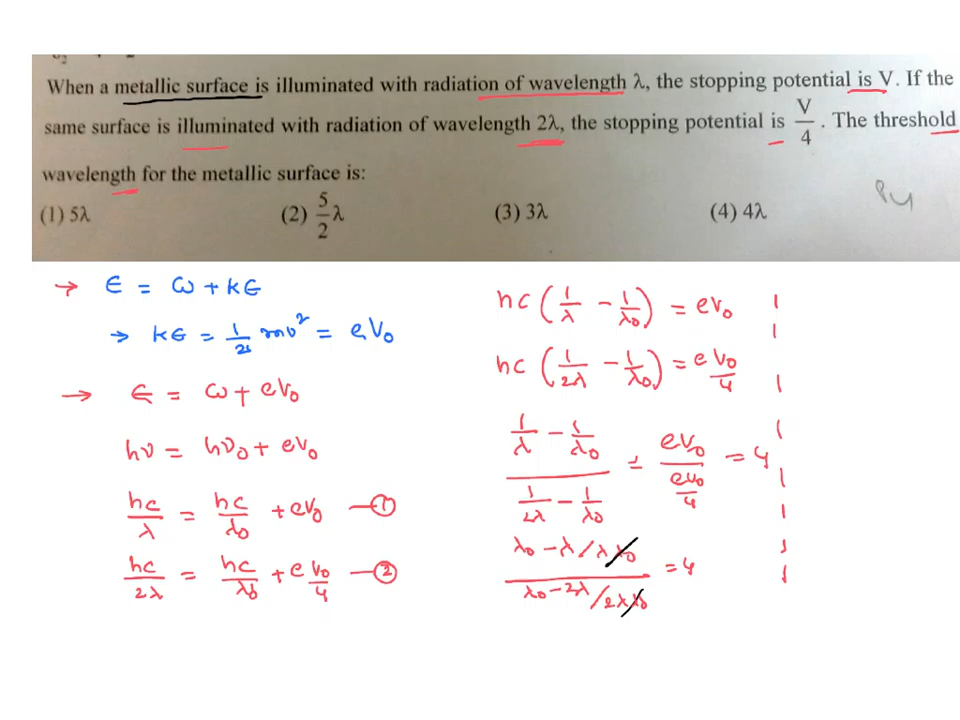 When a metallic surface is illuminated with radiation of wavelength λ, the stopping potential is V. If the
same surface is illuminated with radiation of wavelength 2λ, the stopping potential is V/4. The threshold
wavelength for the metallic surface is:
(1) 5λ (2) 5/2 λ (3) 3λ (4) 4λ
→ E = ω + KE
→ KE = 1/2 mv² = eV₀
→ E = ω + eV₀
hν = hν₀ + eV₀
hc/λ = hc/λ₀ + eV₀ —①
hc/2λ = hc/λ₀ + e V₀/4 —②
hc (1/λ − 1/λ₀) = eV₀
hc (1/2λ − 1/λ₀) = e V₀/4
(1/λ − 1/λ₀) / (1/2λ − 1/λ₀) = eV₀ / (eV₀/4) = 4
(λ₀ − λ/λλ₀) / (λ₀ − 2λ/2λλ₀) = 4